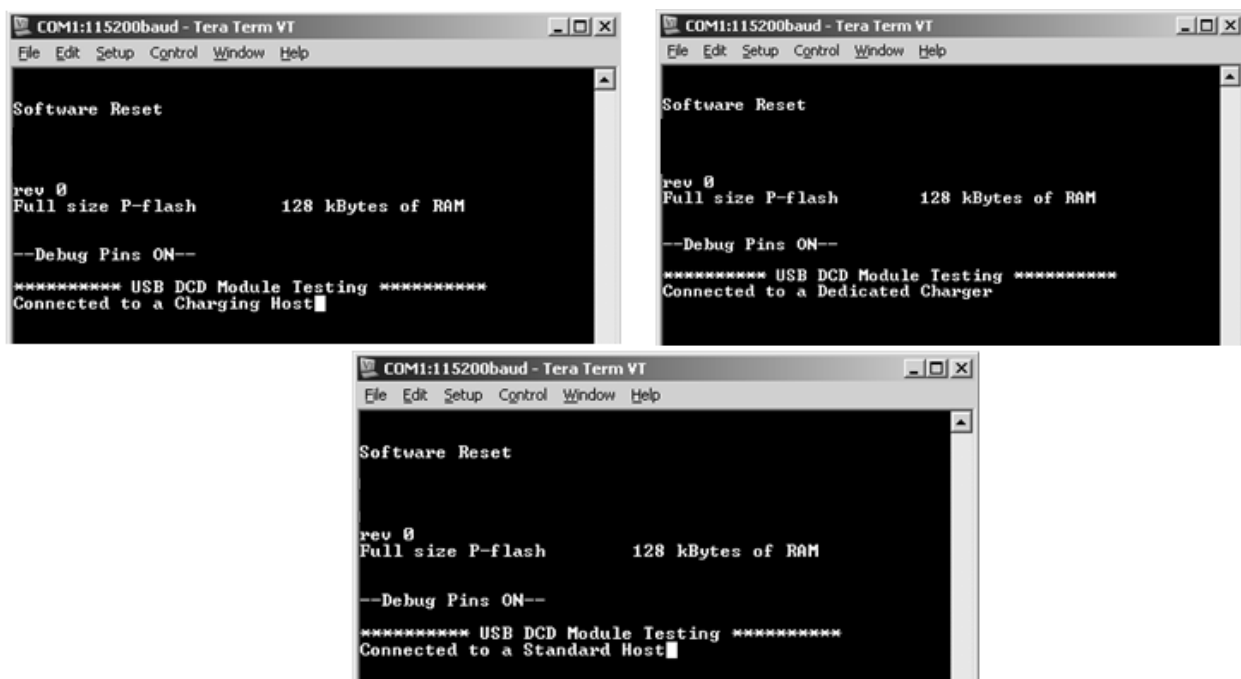 COM1:115200baud - Tera Term VT
File Edit Setup Control Window Help
Software Reset
rev 0
Full size P-flash 128 kBytes of RAM
--Debug Pins ON--
********** USB DCD Module Testing **********
Connected to a Charging Host
COM1:115200baud - Tera Term VT
File Edit Setup Control Window Help
Software Reset
rev 0
Full size P-flash 128 kBytes of RAM
--Debug Pins ON--
********** USB DCD Module Testing **********
Connected to a Dedicated Charger
COM1:115200baud - Tera Term VT
File Edit Setup Control Window Help
Software Reset
rev 0
Full size P-flash 128 kBytes of RAM
--Debug Pins ON--
********** USB DCD Module Testing **********
Connected to a Standard Host